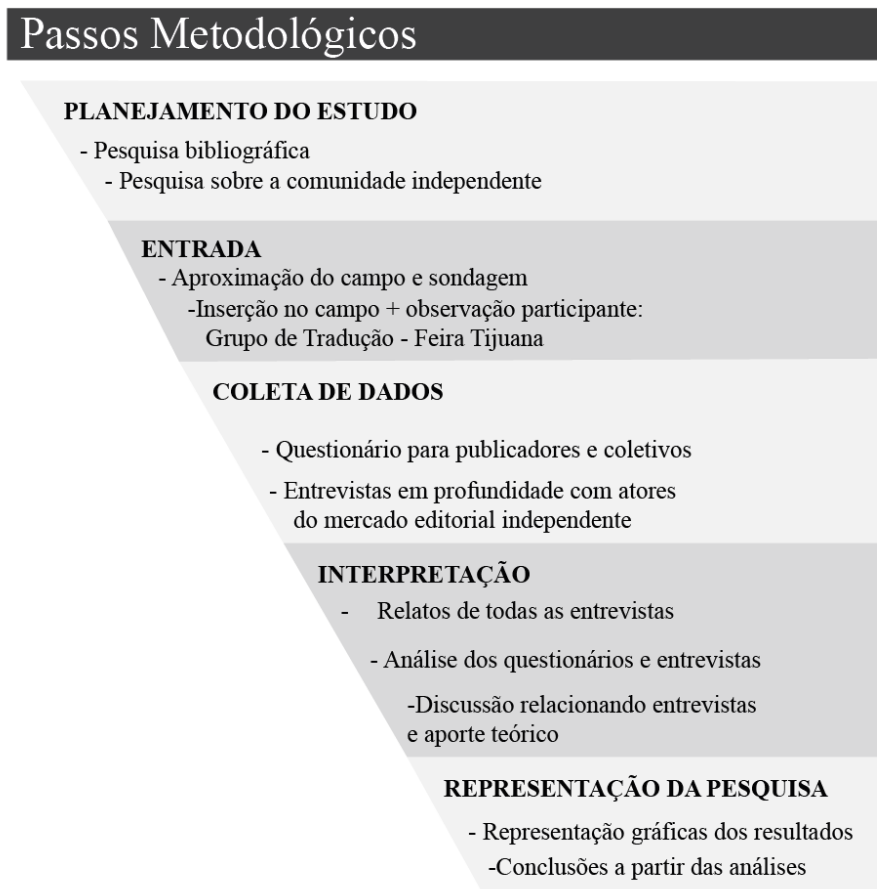 Passos Metodológicos
PLANEJAMENTO DO ESTUDO
- Pesquisa bibliográfica
- Pesquisa sobre a comunidade independente
ENTRADA
- Aproximação do campo e sondagem
-Inserção no campo + observação participante:
Grupo de Tradução - Feira Tijuana
COLETA DE DADOS
- Questionário para publicadores e coletivos
- Entrevistas em profundidade com atores
do mercado editorial independente
INTERPRETAÇÃO
- Relatos de todas as entrevistas
- Análise dos questionários e entrevistas
-Discussão relacionando entrevistas
e aporte teórico
REPRESENTAÇÃO DA PESQUISA
- Representação gráficas dos resultados
-Conclusões a partir das análises